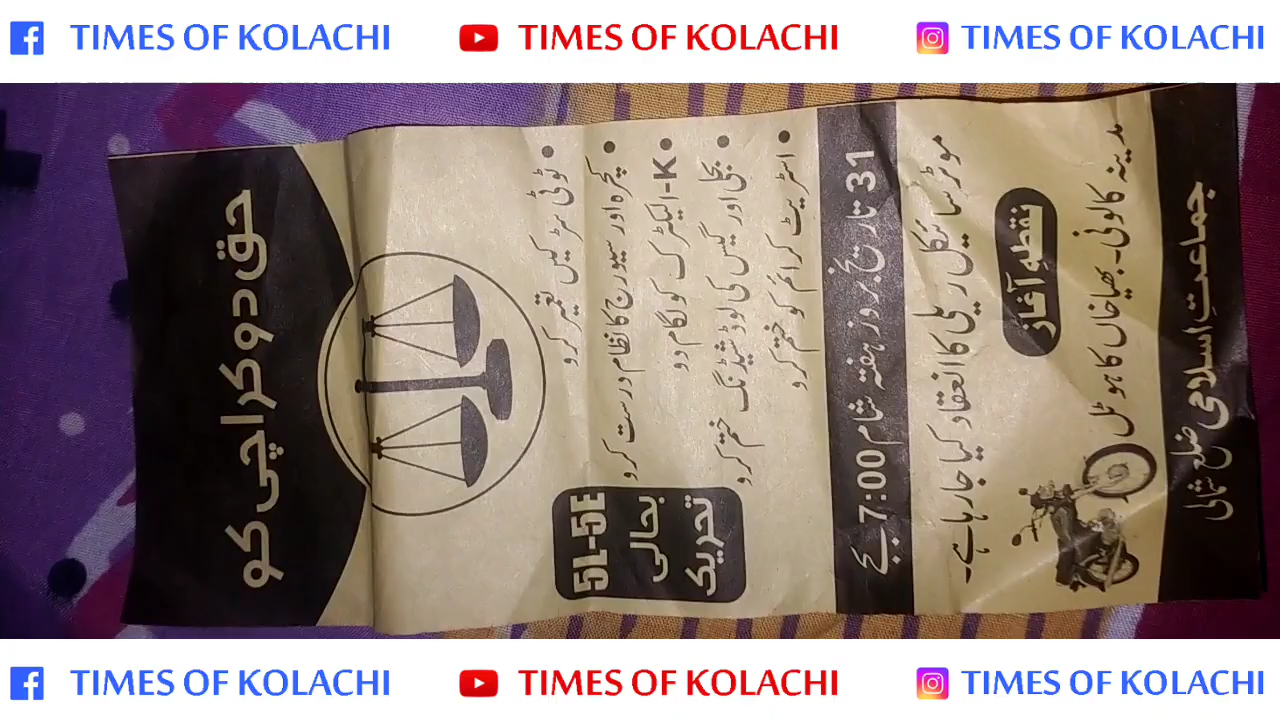 TIMES OF KOLACHI TIMES OF KOLACHI TIMES OF KOLACHI
حق دو کراچی کو
• ٹوٹی سڑکیں تعمیر کرو
• کچرہ اور سیوریج کا نظام درست کرو
• K-الیکٹرک کو لگام دو
• بجلی اور گیس کی لوڈشیڈنگ ختم کرو
• اسٹریٹ کرائم کو ختم کرو
5L-5E
بحالی
تحریک
31 تاریخ بروز ہفتہ شام 7:00 بجے
موٹر سائیکل ریلی کا انعقاد کیا جا رہا ہے۔
نقطہِ آغاز
مدینہ کالونی۔ بھیا خاں کا ہوٹل
جماعتِ اسلامی ضلع شمالی
TIMES OF KOLACHI TIMES OF KOLACHI TIMES OF KOLACHI